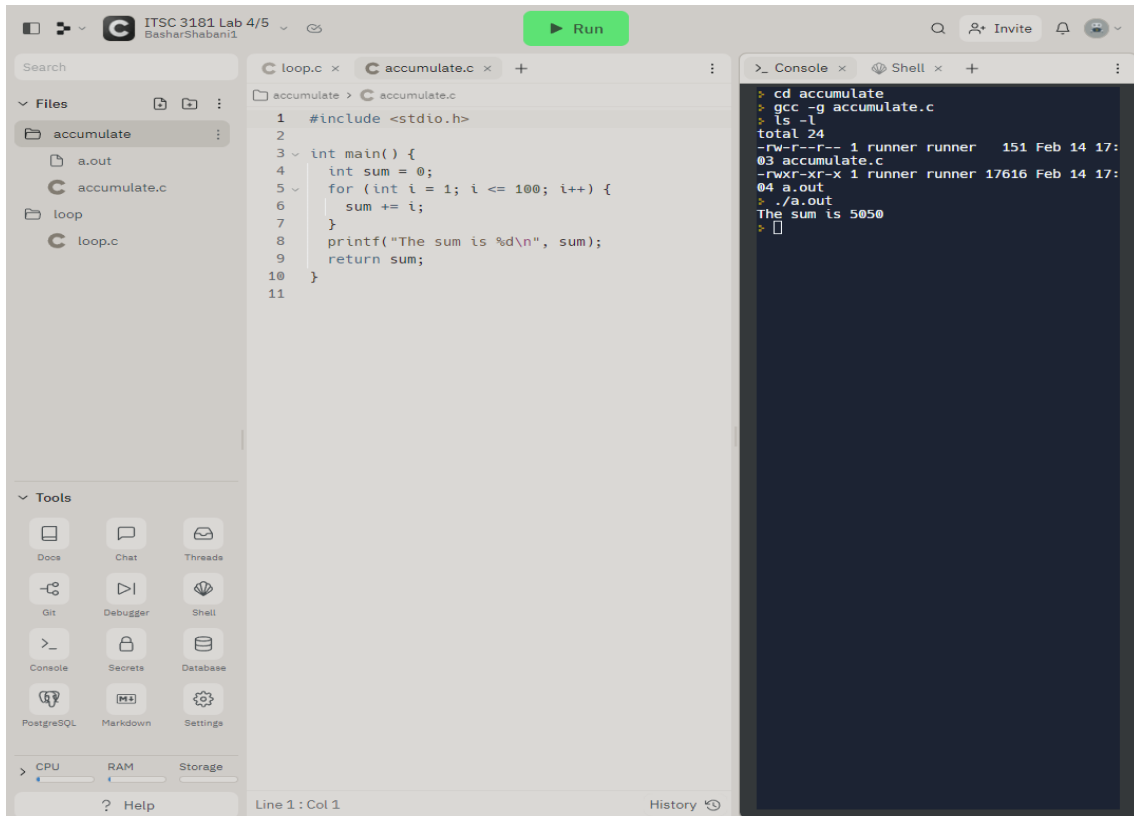 ITSC 3181 Lab 4/5
BasharShabani1
Run
Invite
Search
Files
accumulate
a.out
C accumulate.c
loop
C loop.c
Tools
Docs
Chat
Threads
Git
Debugger
Shell
>_
Console
Secrets
Database
PostgreSQL
M↓
Markdown
Settings
CPU
RAM
Storage
? Help
C loop.c ×
C accumulate.c × +
accumulate > C accumulate.c
1 #include <stdio.h>
2
3 int main() {
4 int sum = 0;
5 for (int i = 1; i <= 100; i++) {
6 sum += i;
7 }
8 printf("The sum is %d\n", sum);
9 return sum;
10 }
11
Line 1 : Col 1
History
>_ Console × Shell × +
> cd accumulate
> gcc -g accumulate.c
> ls -l
total 24
-rw-r--r-- 1 runner runner 151 Feb 14 17:
03 accumulate.c
-rwxr-xr-x 1 runner runner 17616 Feb 14 17:
04 a.out
> ./a.out
The sum is 5050
>